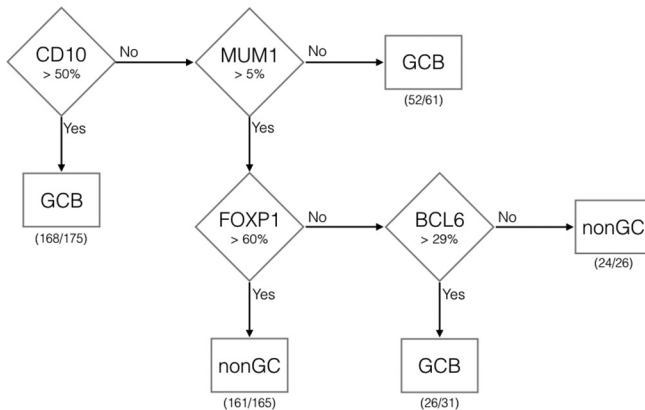 CD10
> 50%
No
MUM1
> 5%
No
GCB
(52/61)
Yes
Yes
GCB
(168/175)
FOXP1
> 60%
No
BCL6
> 29%
No
nonGC
(24/26)
Yes
Yes
nonGC
(161/165)
GCB
(26/31)